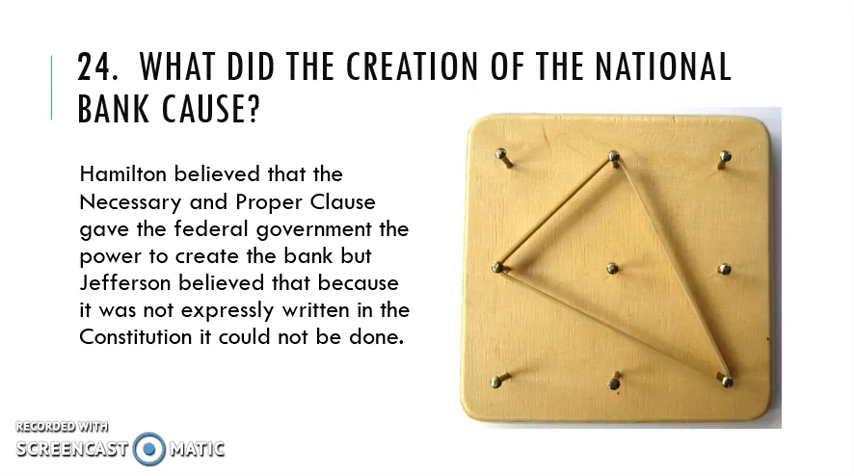 24. WHAT DID THE CREATION OF THE NATIONAL
BANK CAUSE?
Hamilton believed that the
Necessary and Proper Clause
gave the federal government the
power to create the bank but
Jefferson believed that because
it was not expressly written in the
Constitution it could not be done.
RECORDED WITH
SCREENCAST MATIC